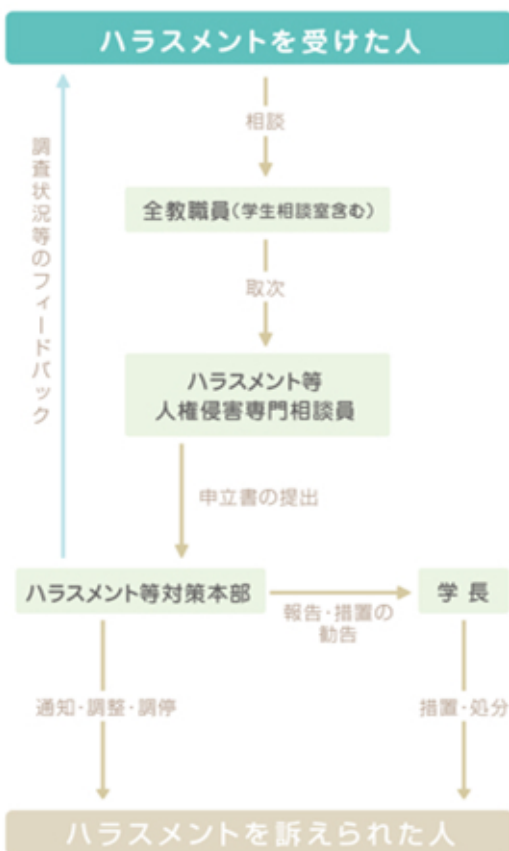 ハラスメントを受けた人
相談
調査状況等のフィードバック
全教職員(学生相談室含む)
取次
ハラスメント等
人権侵害専門相談員
申立書の提出
ハラスメント等対策本部
報告・措置の
勧告
学長
通知・調整・調停
措置・処分
ハラスメントを訴えられた人